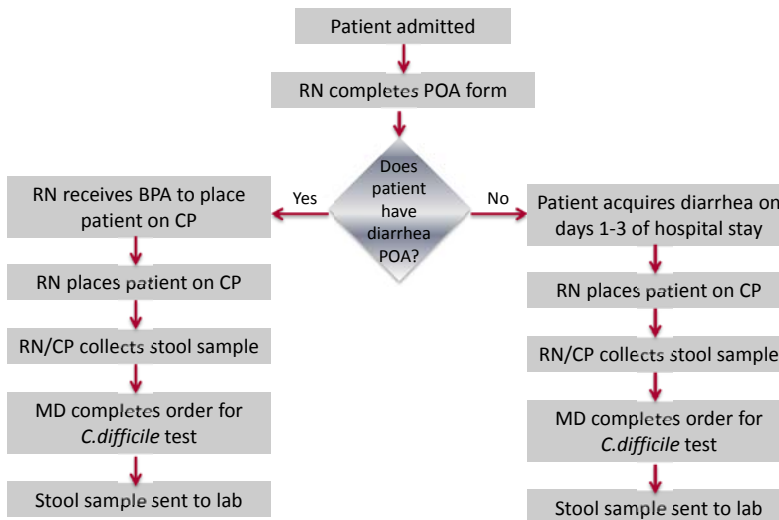 Patient admitted
RN completes POA form
Does
patient
have
diarrhea
POA?
Yes
No
RN receives BPA to place
patient on CP
RN places patient on CP
RN/CP collects stool sample
MD completes order for
C.difficile test
Stool sample sent to lab
Patient acquires diarrhea on
days 1-3 of hospital stay
RN places patient on CP
RN/CP collects stool sample
MD completes order for
C.difficile test
Stool sample sent to lab